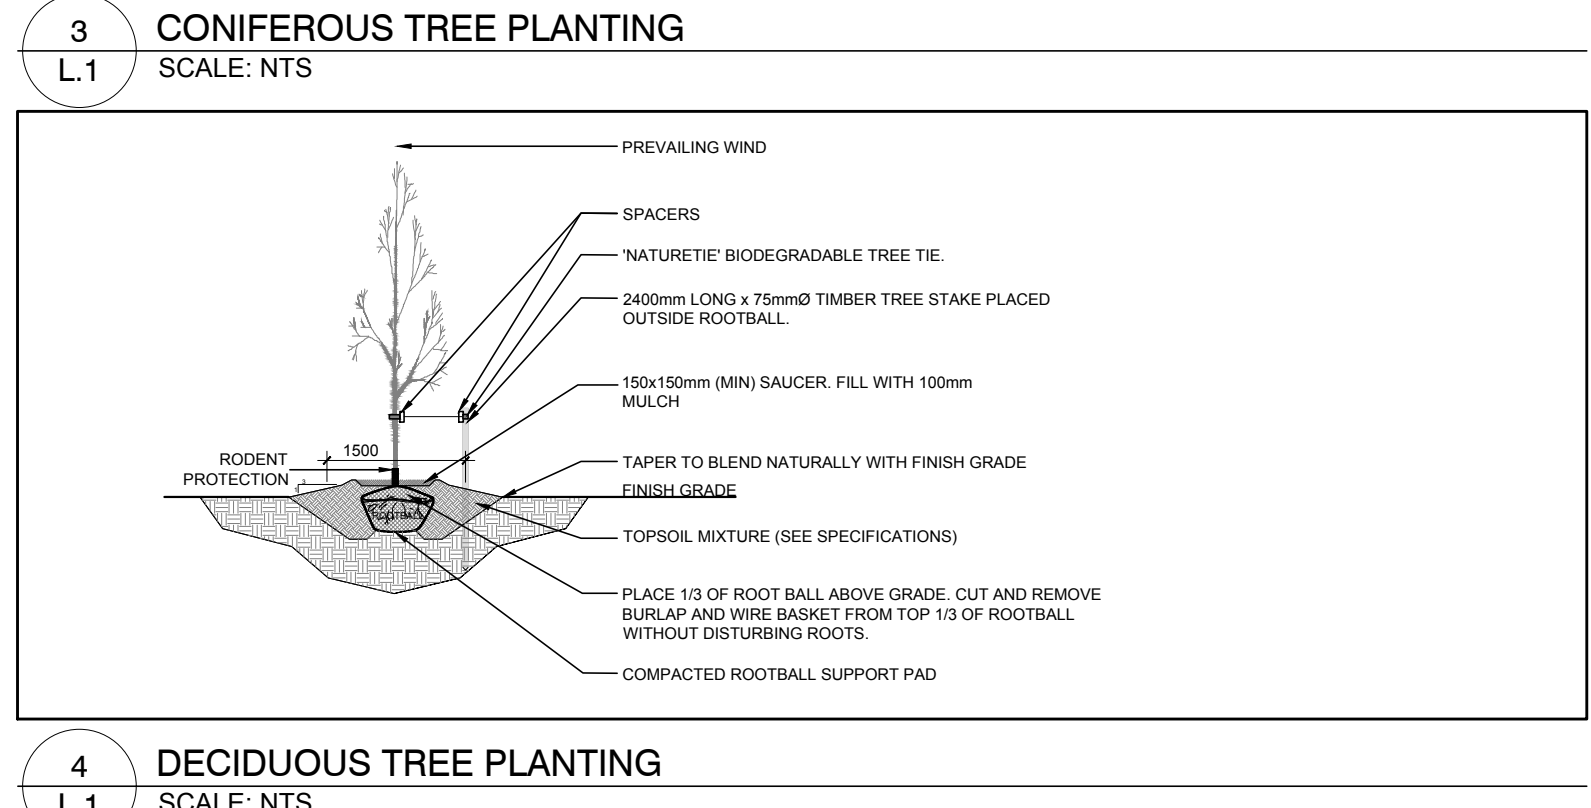 3
CONIFEROUS TREE PLANTING
L.1
SCALE: NTS
PREVAILING WIND
SPACERS
'NATURETIE' BIODEGRADABLE TREE TIE.
2400mm LONG x 75mmØ TIMBER TREE STAKE PLACED
OUTSIDE ROOTBALL.
150x150mm (MIN) SAUCER. FILL WITH 100mm
MULCH
1500
RODENT
PROTECTION
3
1
TAPER TO BLEND NATURALLY WITH FINISH GRADE
FINISH GRADE
ROOTBALL
TOPSOIL MIXTURE (SEE SPECIFICATIONS)
PLACE 1/3 OF ROOT BALL ABOVE GRADE. CUT AND REMOVE
BURLAP AND WIRE BASKET FROM TOP 1/3 OF ROOTBALL
WITHOUT DISTURBING ROOTS.
COMPACTED ROOTBALL SUPPORT PAD
4
DECIDUOUS TREE PLANTING
L.1
SCALE: NTS